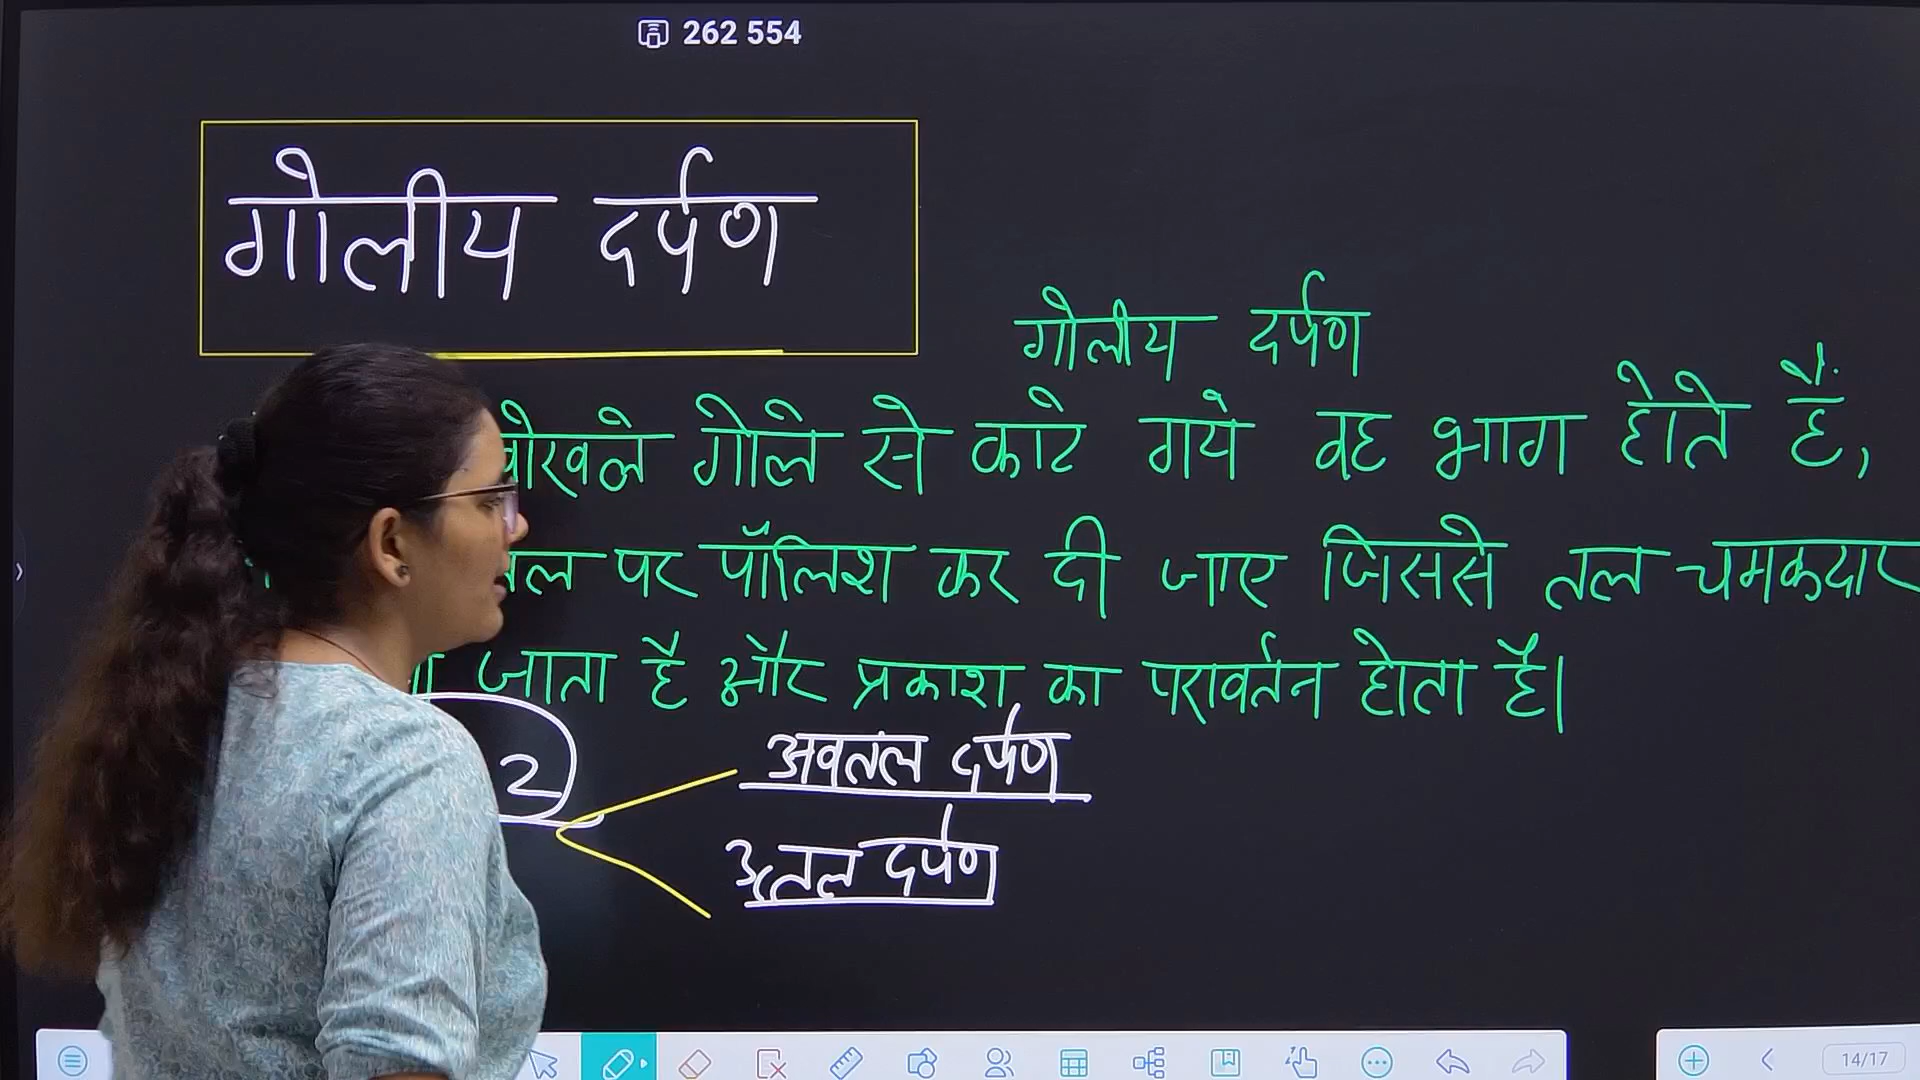 262 554
गोलीय दर्पण
गोलीय दर्पण
गोले से काटे गये वह भाग होते हैं,
पर पॉलिश कर दी जाए जिससे तल चमकदार
जाता है और प्रकाश का परावर्तन होता है।
2
अवतल दर्पण
उत्तल दर्पण
14/17